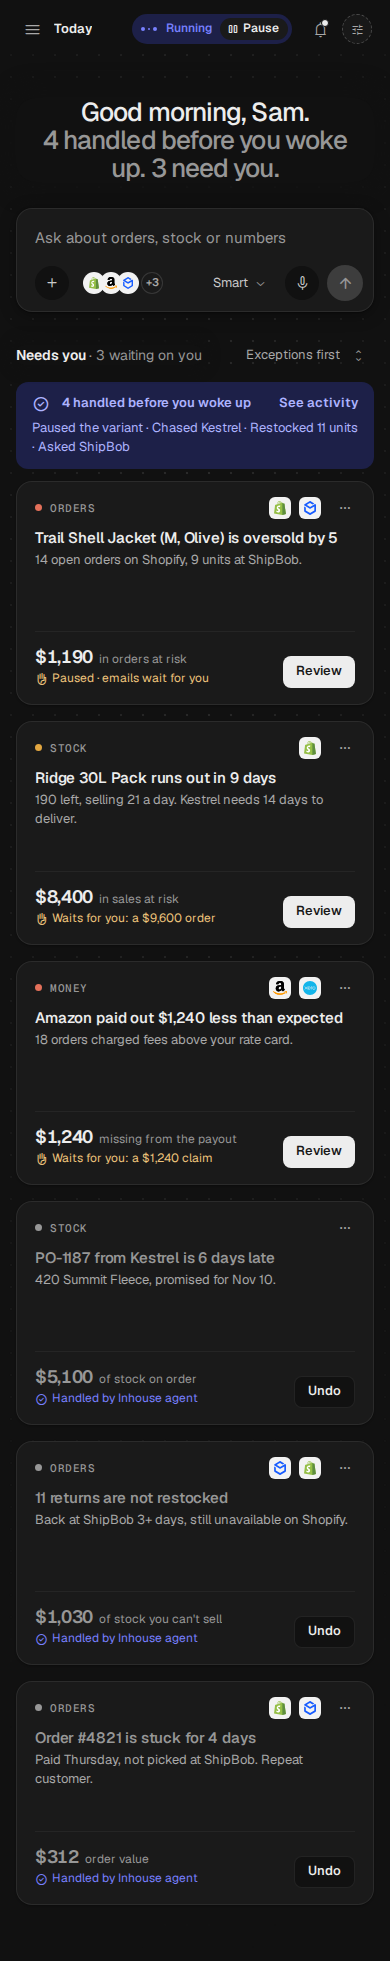 Today
Running
Pause
Good morning, Sam.
4 handled before you woke
up. 3 need you.
Ask about orders, stock or numbers
+3
Smart
Needs you · 3 waiting on you
Exceptions first
4 handled before you woke up
See activity
Paused the variant · Chased Kestrel · Restocked 11 units
· Asked ShipBob
ORDERS
Trail Shell Jacket (M, Olive) is oversold by 5
14 open orders on Shopify, 9 units at ShipBob.
$1,190 in orders at risk
Paused · emails wait for you
Review
STOCK
Ridge 30L Pack runs out in 9 days
190 left, selling 21 a day. Kestrel needs 14 days to
deliver.
$8,400 in sales at risk
Waits for you: a $9,600 order
Review
MONEY
Amazon paid out $1,240 less than expected
18 orders charged fees above your rate card.
$1,240 missing from the payout
Waits for you: a $1,240 claim
Review
STOCK
PO-1187 from Kestrel is 6 days late
420 Summit Fleece, promised for Nov 10.
$5,100 of stock on order
Handled by Inhouse agent
Undo
ORDERS
11 returns are not restocked
Back at ShipBob 3+ days, still unavailable on Shopify.
$1,030 of stock you can't sell
Handled by Inhouse agent
Undo
ORDERS
Order #4821 is stuck for 4 days
Paid Thursday, not picked at ShipBob. Repeat
customer.
$312 order value
Handled by Inhouse agent
Undo